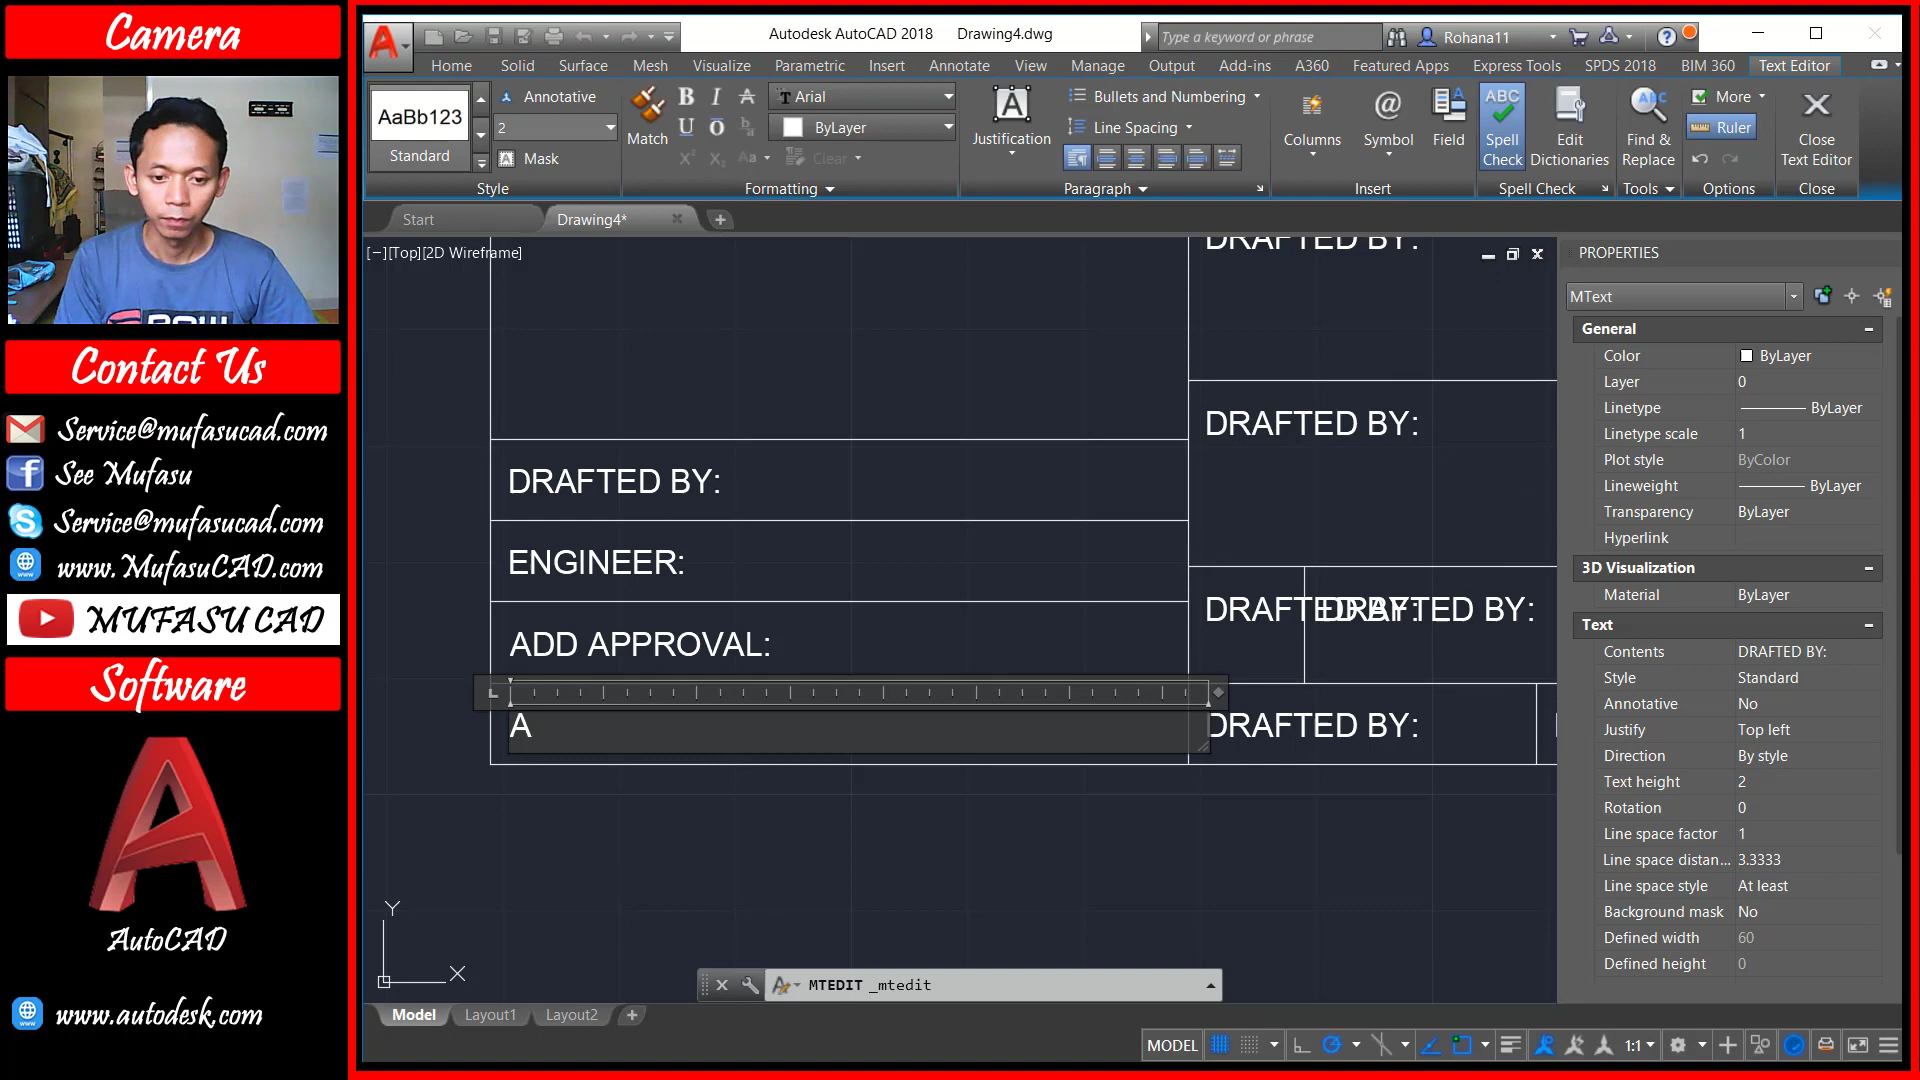 Camera
Contact Us
Service@mufasucad.com
See Mufasu
Service@mufasucad.com
www.MufasuCAD.com
MUFASU CAD
Software
AutoCAD
www.autodesk.com
Autodesk AutoCAD 2018 Drawing4.dwg
Type a keyword or phrase
Rohana11
Home Solid Surface Mesh Visualize Parametric Insert Annotate View Manage Output Add-ins A360 Featured Apps Express Tools SPDS 2018 BIM 360 Text Editor
AaBb123
Standard
Annotative
2
Mask
Style
Match
B I A
U O
Arial
ByLayer
Clear
Formatting
Justification
Bullets and Numbering
Line Spacing
Paragraph
Columns
Symbol
Field
Insert
ABC
Spell
Check
Edit
Dictionaries
Spell Check
Find &
Replace
Tools
More
Ruler
Options
Close
Text Editor
Close
Start
Drawing4*
[−][Top][2D Wireframe]
DRAFTED BY:
DRAFTED BY:
DRAFTED BY:
ENGINEER:
DRAFTED BY:
DRAFTED BY:
ADD APPROVAL:
A
DRAFTED BY:
Y
X
MTEDIT _mtedit
Model Layout1 Layout2
PROPERTIES
MText
General
Color ByLayer
Layer 0
Linetype ByLayer
Linetype scale 1
Plot style ByColor
Lineweight ByLayer
Transparency ByLayer
Hyperlink
3D Visualization
Material ByLayer
Text
Contents DRAFTED BY:
Style Standard
Annotative No
Justify Top left
Direction By style
Text height 2
Rotation 0
Line space factor 1
Line space distan... 3.3333
Line space style At least
Background mask No
Defined width 60
Defined height 0
MODEL
1:1